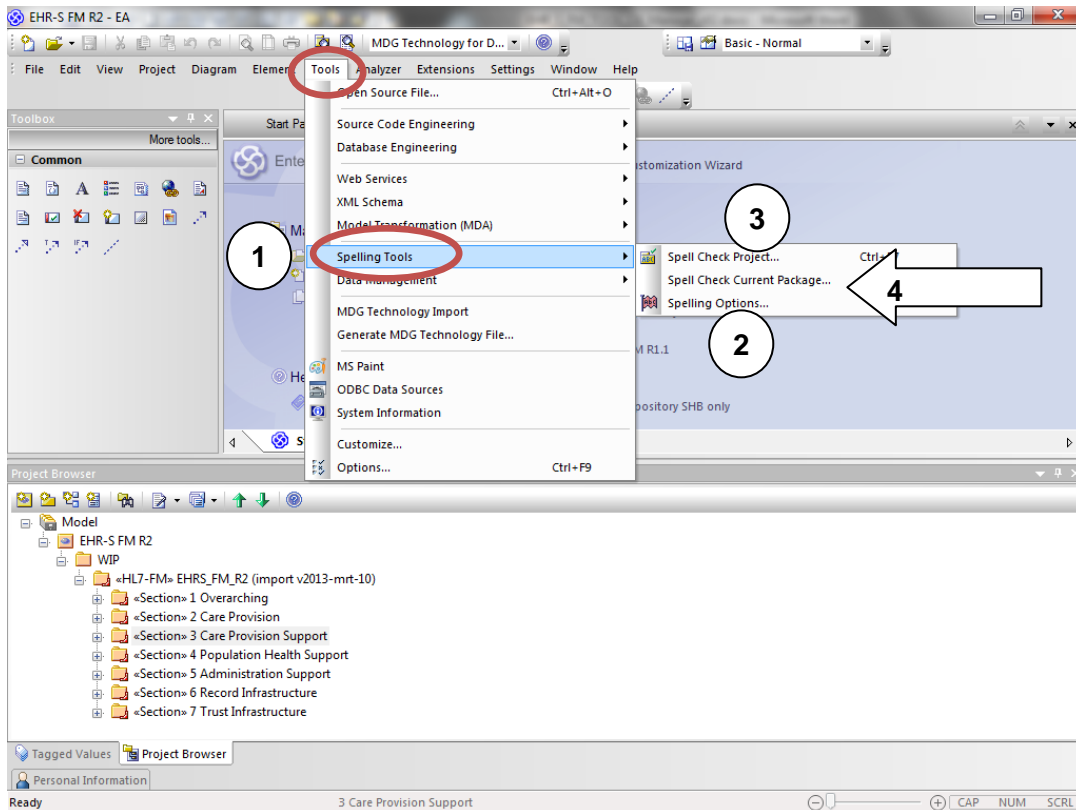 EHR-S FM R2 - EA
MDG Technology for D...
Basic - Normal
File Edit View Project Diagram Element Tools Analyzer Extensions Settings Window Help
Open Source File... Ctrl+Alt+O
Toolbox
More tools...
Common
Start Pa
Source Code Engineering
Database Engineering
Ente
ustomization Wizard
Web Services
XML Schema
Model Transformation (MDA)
Ma
1
3
Spelling Tools
Spell Check Project...
Spell Check Current Package...
4
Spelling Options...
2
Data Management
MDG Technology Import
Generate MDG Technology File...
M R1.1
MS Paint
He
ODBC Data Sources
System Information
pository SHB only
S
Customize...
Options... Ctrl+F9
Project Browser
Model
EHR-S FM R2
WIP
«HL7-FM» EHRS_FM_R2 (import v2013-mrt-10)
«Section» 1 Overarching
«Section» 2 Care Provision
«Section» 3 Care Provision Support
«Section» 4 Population Health Support
«Section» 5 Administration Support
«Section» 6 Record Infrastructure
«Section» 7 Trust Infrastructure
Tagged Values Project Browser
Personal Information
Ready 3 Care Provision Support CAP NUM SCRL